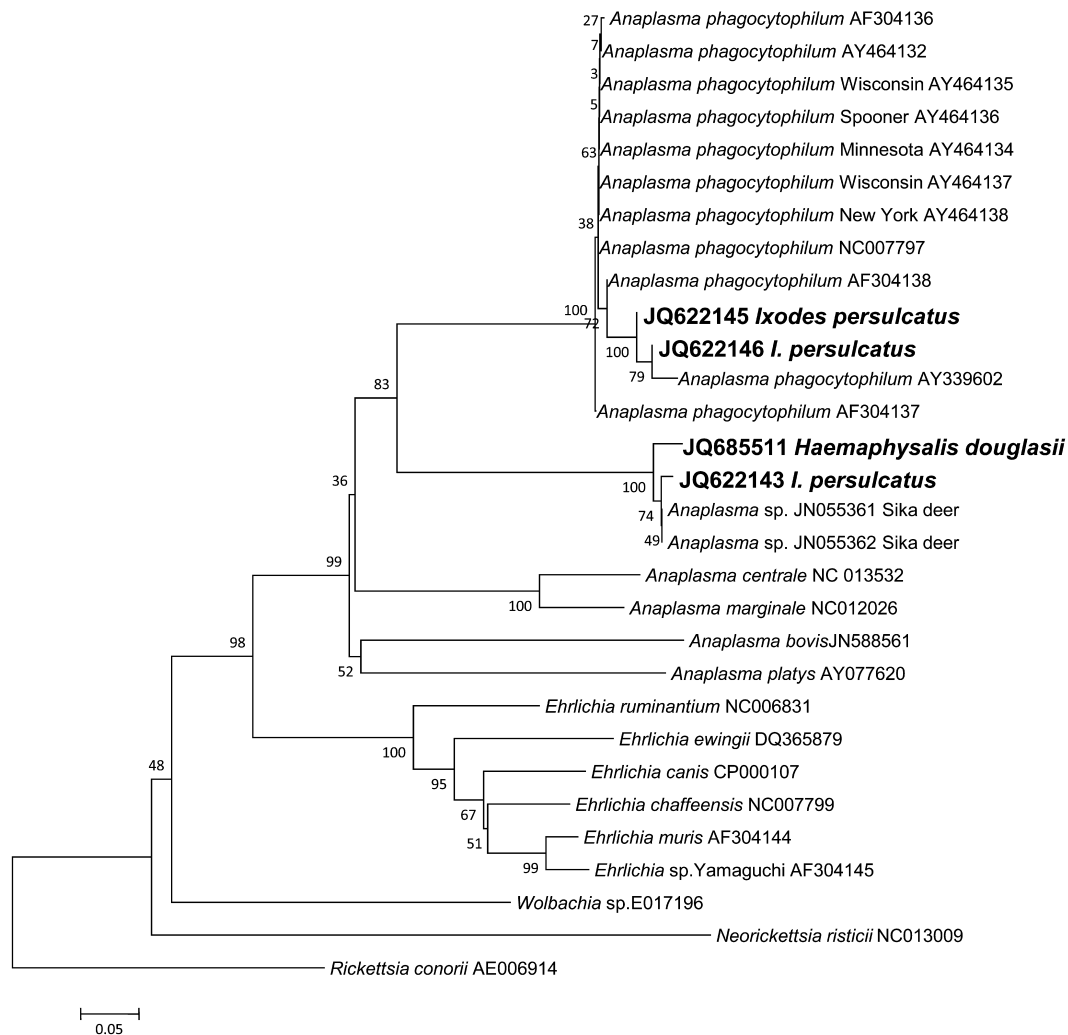 27 Anaplasma phagocytophilum AF304136
7 Anaplasma phagocytophilum AY464132
3 Anaplasma phagocytophilum Wisconsin AY464135
5 Anaplasma phagocytophilum Spooner AY464136
63 Anaplasma phagocytophilum Minnesota AY464134
Anaplasma phagocytophilum Wisconsin AY464137
Anaplasma phagocytophilum New York AY464138
38
Anaplasma phagocytophilum NC007797
Anaplasma phagocytophilum AF304138
100
JQ622145 Ixodes persulcatus
72
100
JQ622146 I. persulcatus
79 Anaplasma phagocytophilum AY339602
83
Anaplasma phagocytophilum AF304137
JQ685511 Haemaphysalis douglasii
36
100
JQ622143 I. persulcatus
74
Anaplasma sp. JN055361 Sika deer
49 Anaplasma sp. JN055362 Sika deer
99
Anaplasma centrale NC 013532
100 Anaplasma marginale NC012026
98
Anaplasma bovisJN588561
52 Anaplasma platys AY077620
Ehrlichia ruminantium NC006831
100
Ehrlichia ewingii DQ365879
48
95
Ehrlichia canis CP000107
67
Ehrlichia chaffeensis NC007799
51
Ehrlichia muris AF304144
99 Ehrlichia sp.Yamaguchi AF304145
Wolbachia sp.E017196
Neorickettsia risticii NC013009
Rickettsia conorii AE006914
0.05